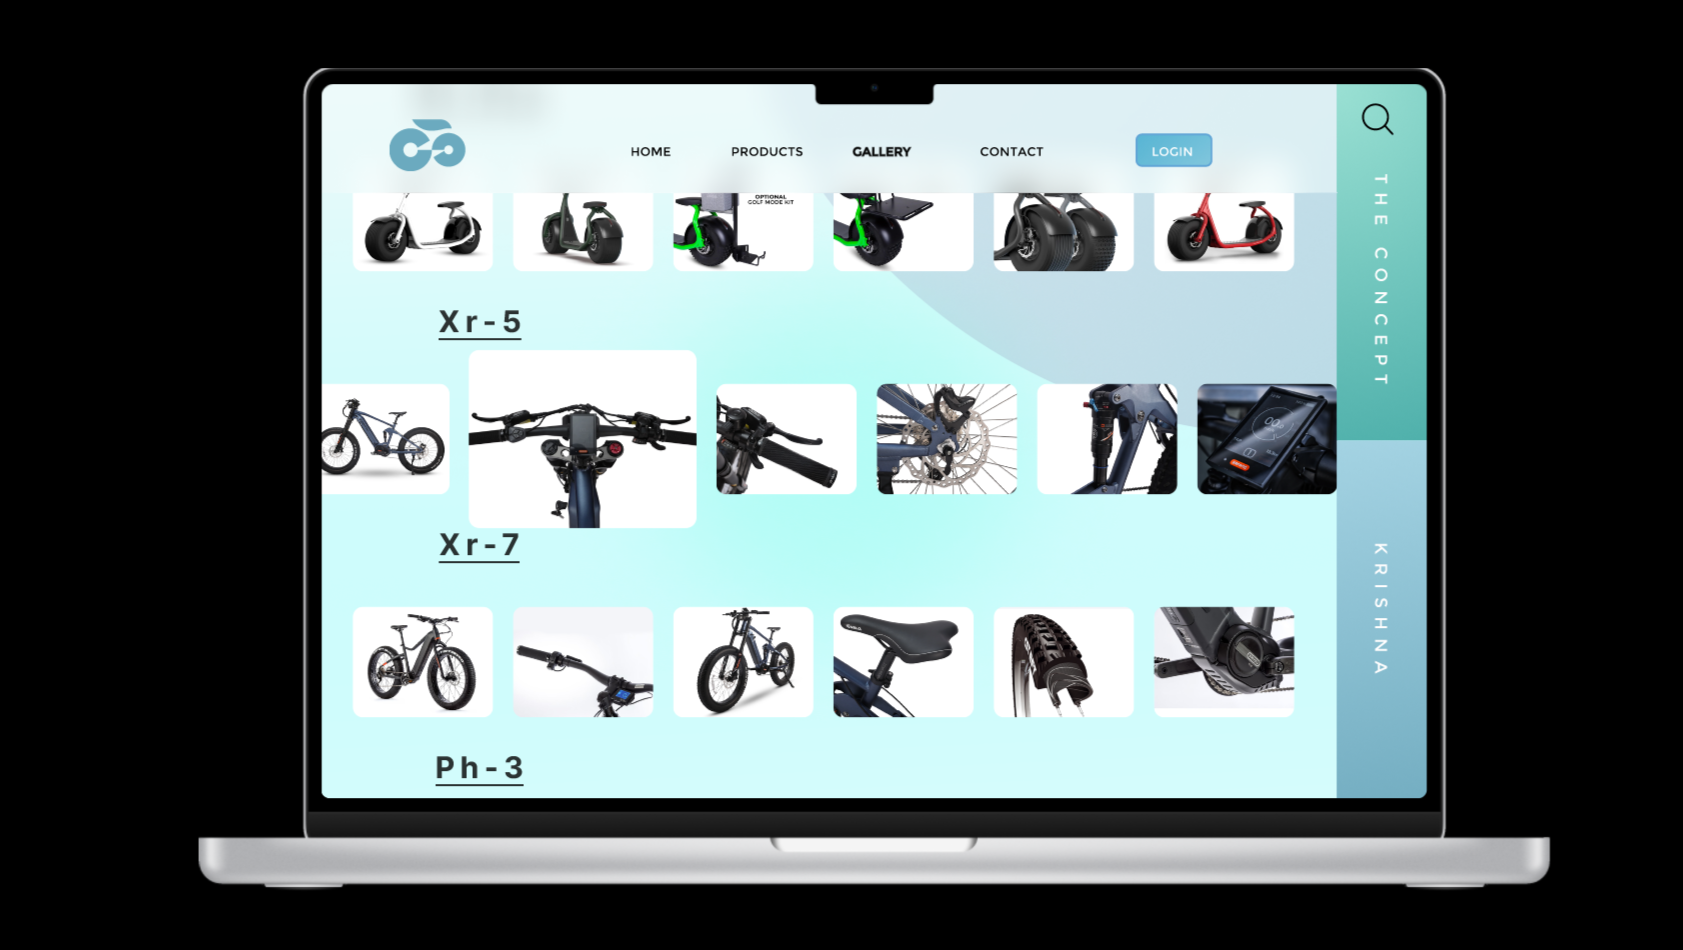 HOME
PRODUCTS
GALLERY
CONTACT
LOGIN
OPTIONAL
GOLF MODE KIT
Xr-5
Xr-7
Ph-3
THE CONCEPT
KRISHNA